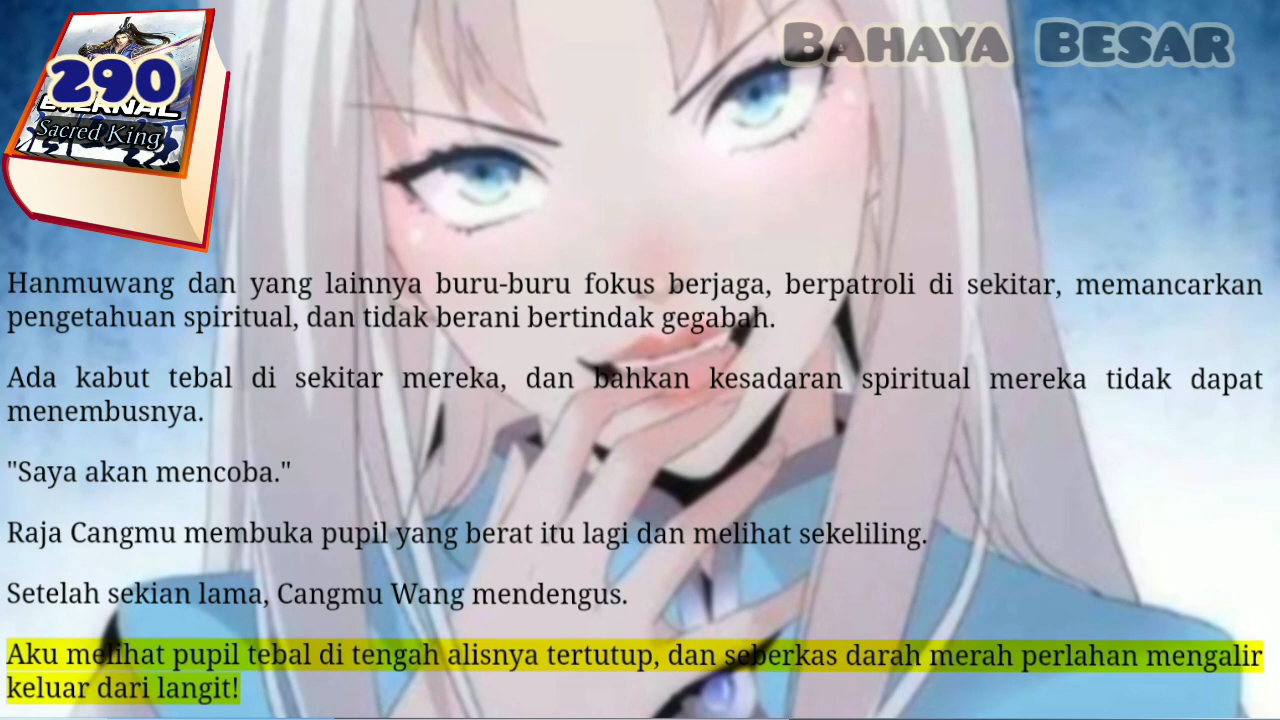 Bahaya Besar
290
ETERNAL
Sacred King
Hanmuwang dan yang lainnya buru-buru fokus berjaga, berpatroli di sekitar, memancarkan
pengetahuan spiritual, dan tidak berani bertindak gegabah.
Ada kabut tebal di sekitar mereka, dan bahkan kesadaran spiritual mereka tidak dapat
menembusnya.
"Saya akan mencoba."
Raja Cangmu membuka pupil yang berat itu lagi dan melihat sekeliling.
Setelah sekian lama, Cangmu Wang mendengus.
Aku melihat pupil tebal di tengah alisnya tertutup, dan seberkas darah merah perlahan mengalir
keluar dari langit!